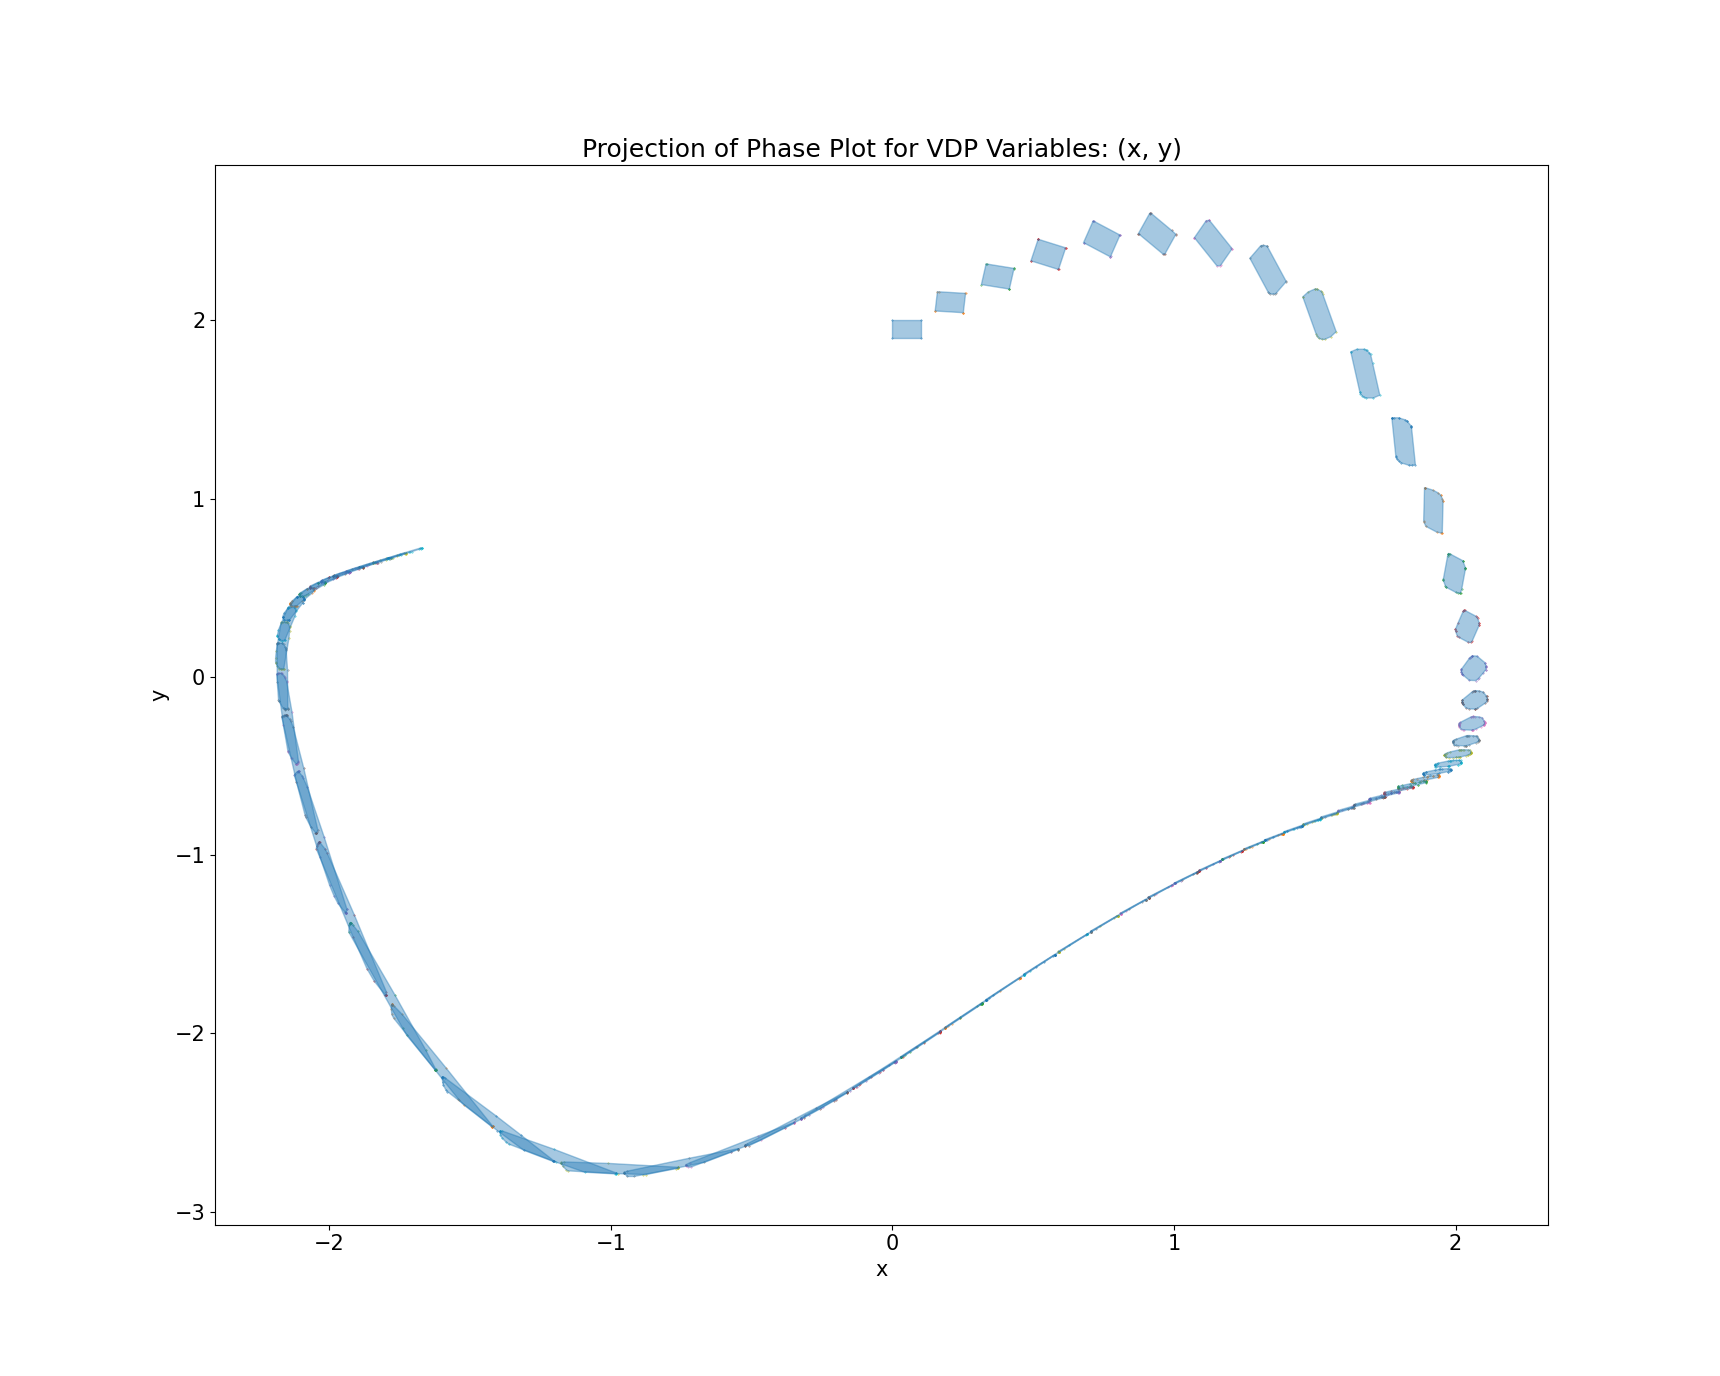 Projection of Phase Plot for VDP Variables: (x, y)
2
1
0
−1
−2
−3
y
−2 −1 0 1 2
x